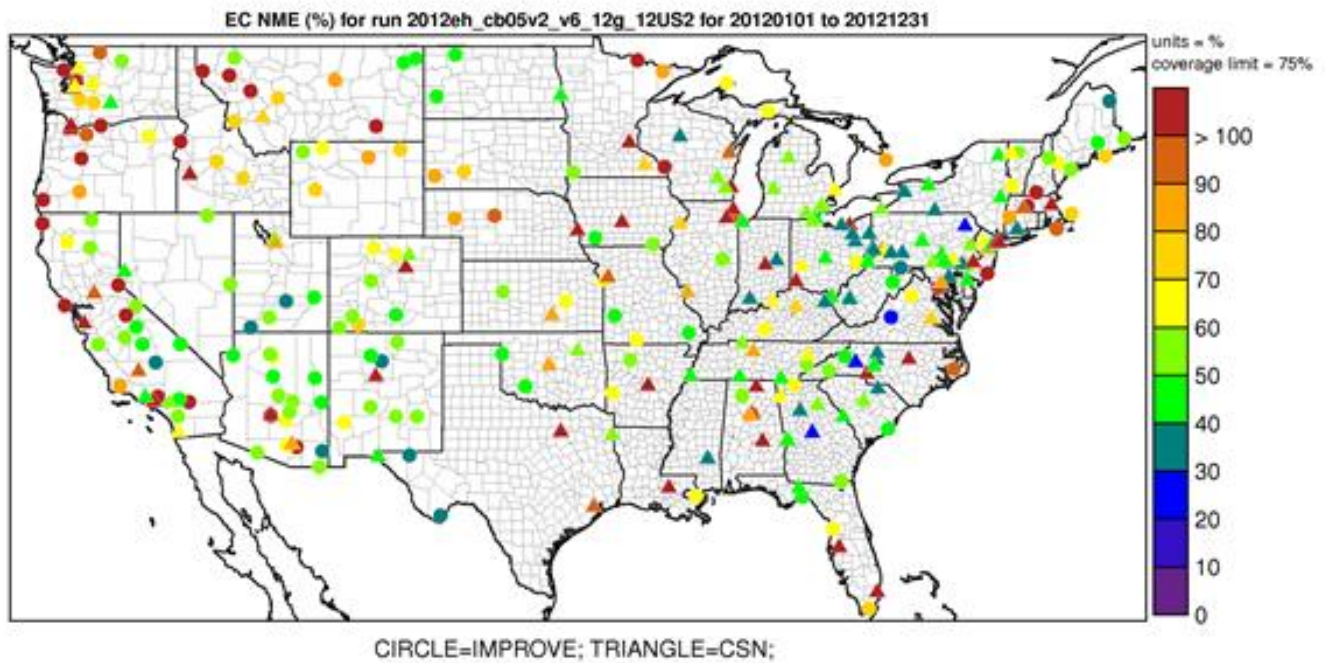 EC NME (%) for run 2012eh_cb05v2_v6_12g_12US2 for 20120101 to 20121231
units = %
coverage limit = 75%
> 100
90
80
70
60
50
40
30
20
10
0
CIRCLE=IMPROVE; TRIANGLE=CSN;